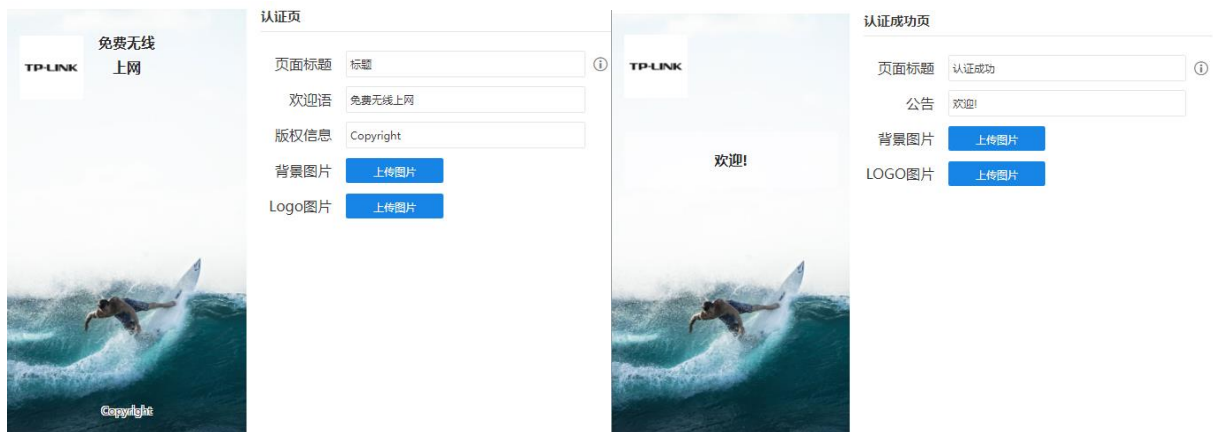 免费无线
上网
TP-LINK
Copyright
认证页
页面标题 标题
欢迎语 免费无线上网
版权信息 Copyright
背景图片 上传图片
Logo图片 上传图片
TP-LINK
欢迎!
认证成功页
页面标题 认证成功
公告 欢迎!
背景图片 上传图片
LOGO图片 上传图片